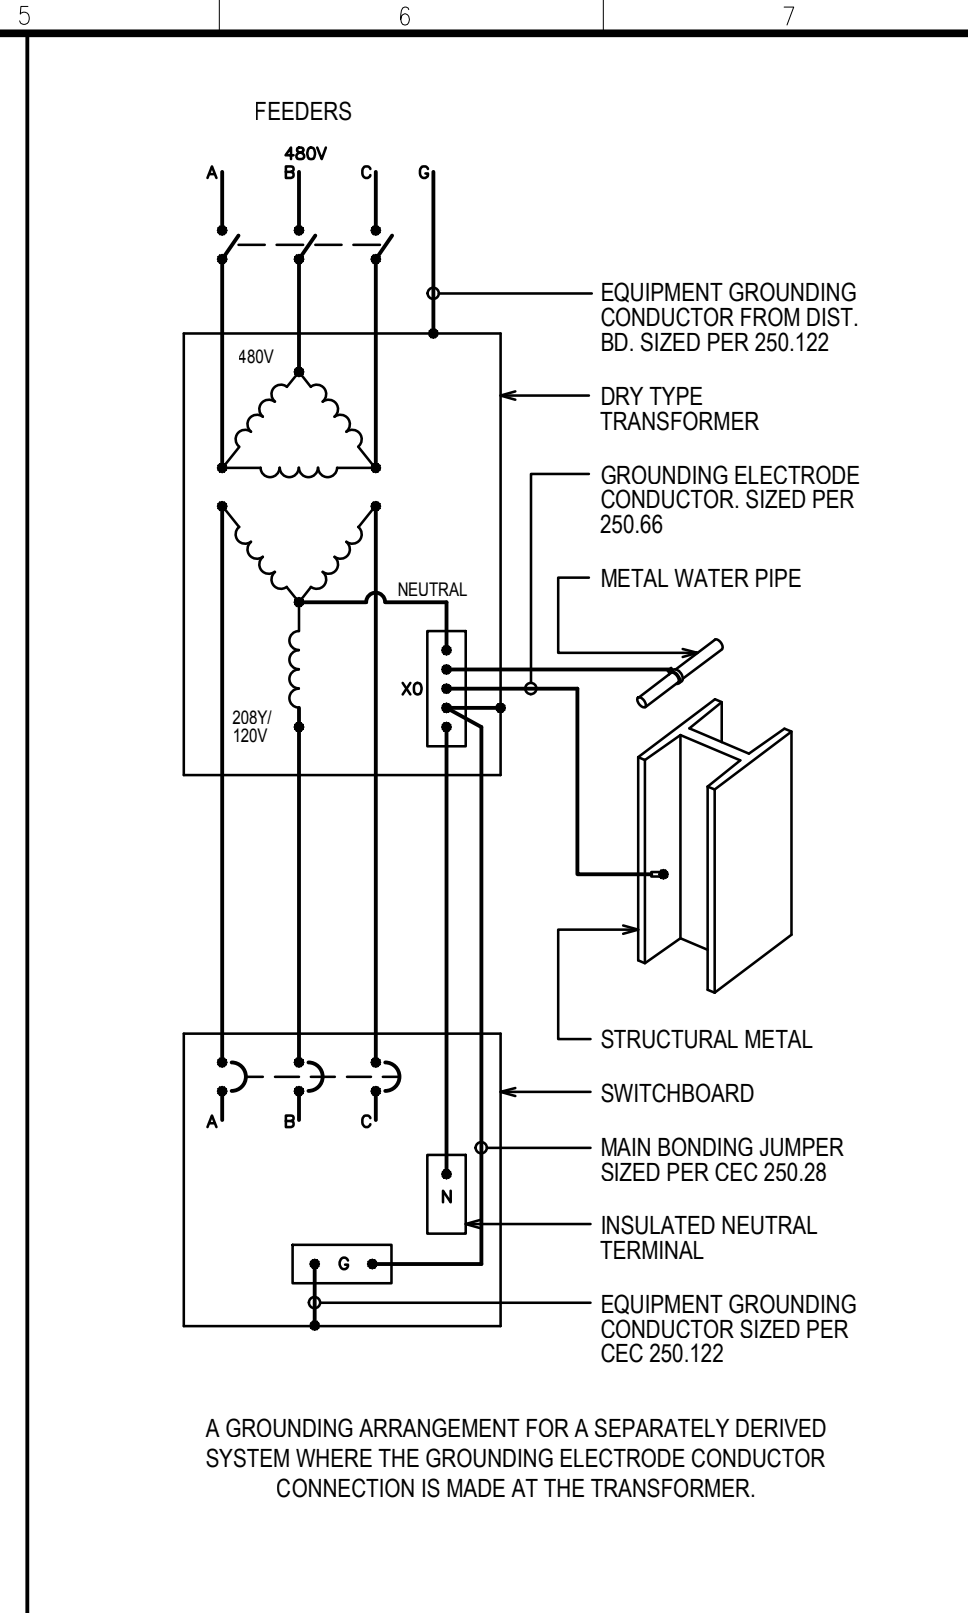 5 6 7
FEEDERS
480V
A B C G
EQUIPMENT GROUNDING
CONDUCTOR FROM DIST.
BD. SIZED PER 250.122
480V
DRY TYPE
TRANSFORMER
GROUNDING ELECTRODE
CONDUCTOR. SIZED PER
250.66
METAL WATER PIPE
NEUTRAL
XO
208Y/
120V
STRUCTURAL METAL
SWITCHBOARD
A B C
MAIN BONDING JUMPER
SIZED PER CEC 250.28
N
INSULATED NEUTRAL
TERMINAL
G
EQUIPMENT GROUNDING
CONDUCTOR SIZED PER
CEC 250.122
A GROUNDING ARRANGEMENT FOR A SEPARATELY DERIVED
SYSTEM WHERE THE GROUNDING ELECTRODE CONDUCTOR
CONNECTION IS MADE AT THE TRANSFORMER.